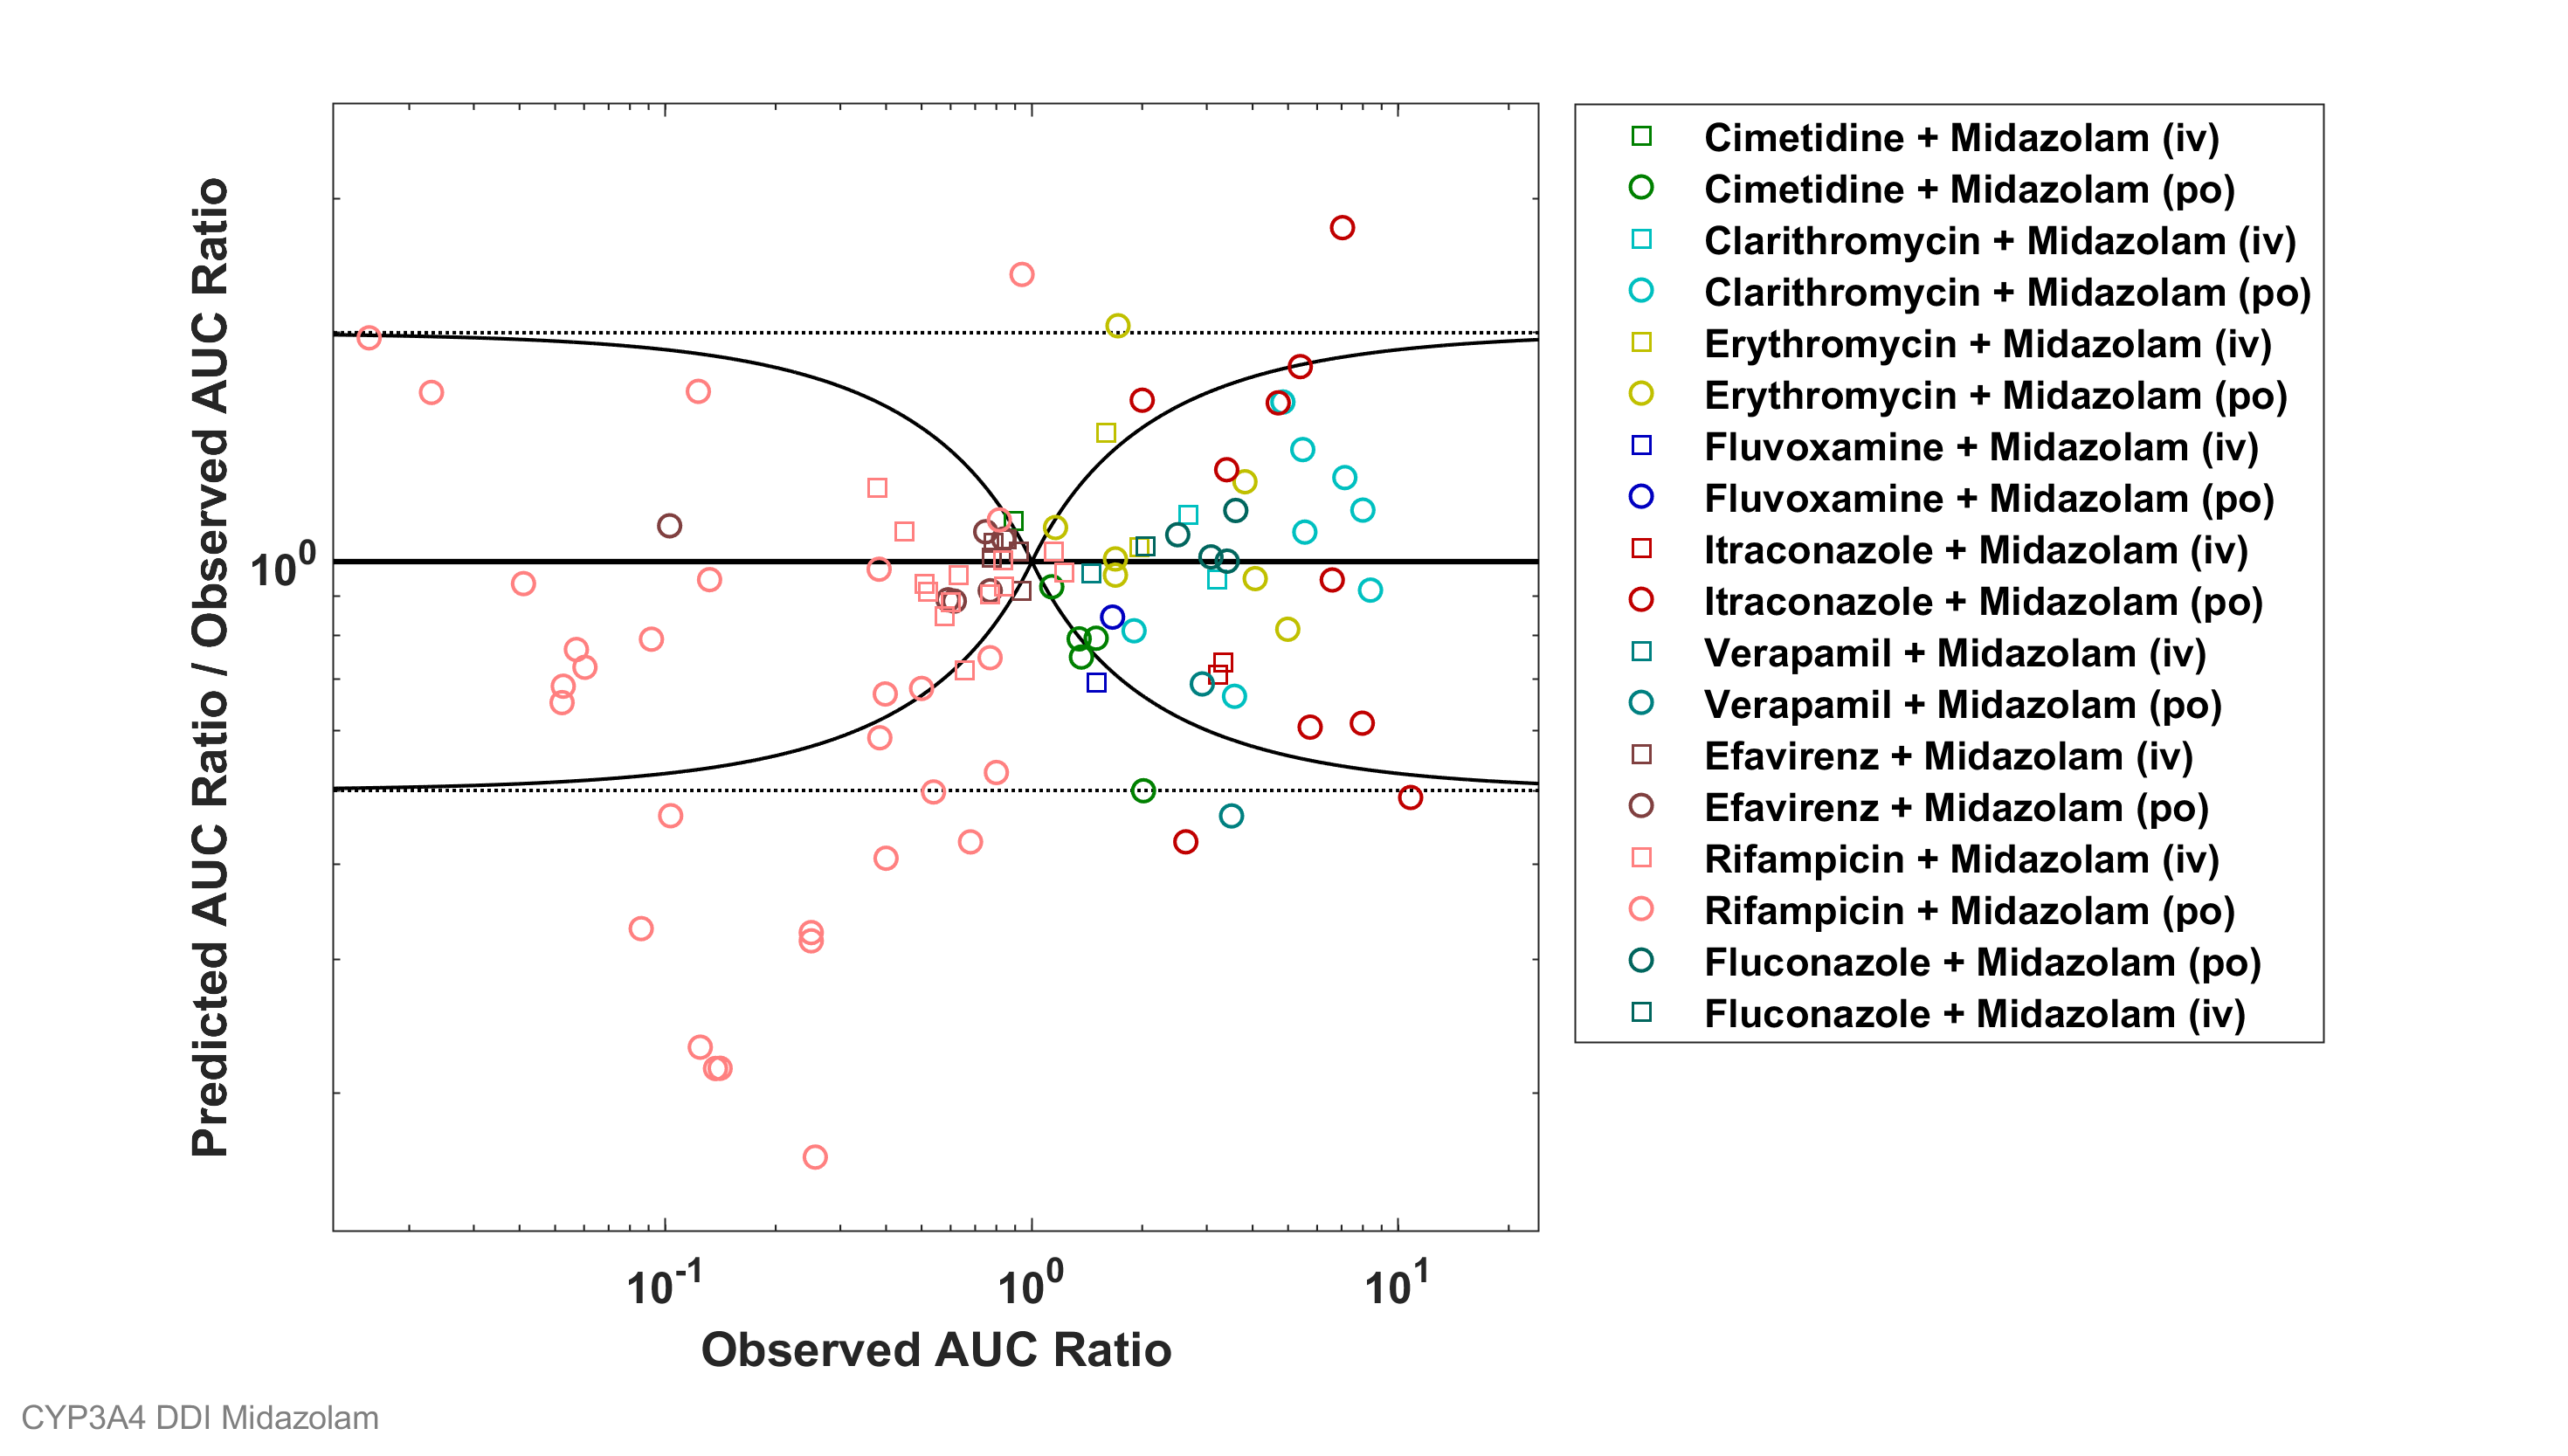 Predicted AUC Ratio / Observed AUC Ratio
10^0
10^-1 10^0 10^1
Observed AUC Ratio
Cimetidine + Midazolam (iv)
Cimetidine + Midazolam (po)
Clarithromycin + Midazolam (iv)
Clarithromycin + Midazolam (po)
Erythromycin + Midazolam (iv)
Erythromycin + Midazolam (po)
Fluvoxamine + Midazolam (iv)
Fluvoxamine + Midazolam (po)
Itraconazole + Midazolam (iv)
Itraconazole + Midazolam (po)
Verapamil + Midazolam (iv)
Verapamil + Midazolam (po)
Efavirenz + Midazolam (iv)
Efavirenz + Midazolam (po)
Rifampicin + Midazolam (iv)
Rifampicin + Midazolam (po)
Fluconazole + Midazolam (po)
Fluconazole + Midazolam (iv)
CYP3A4 DDI Midazolam